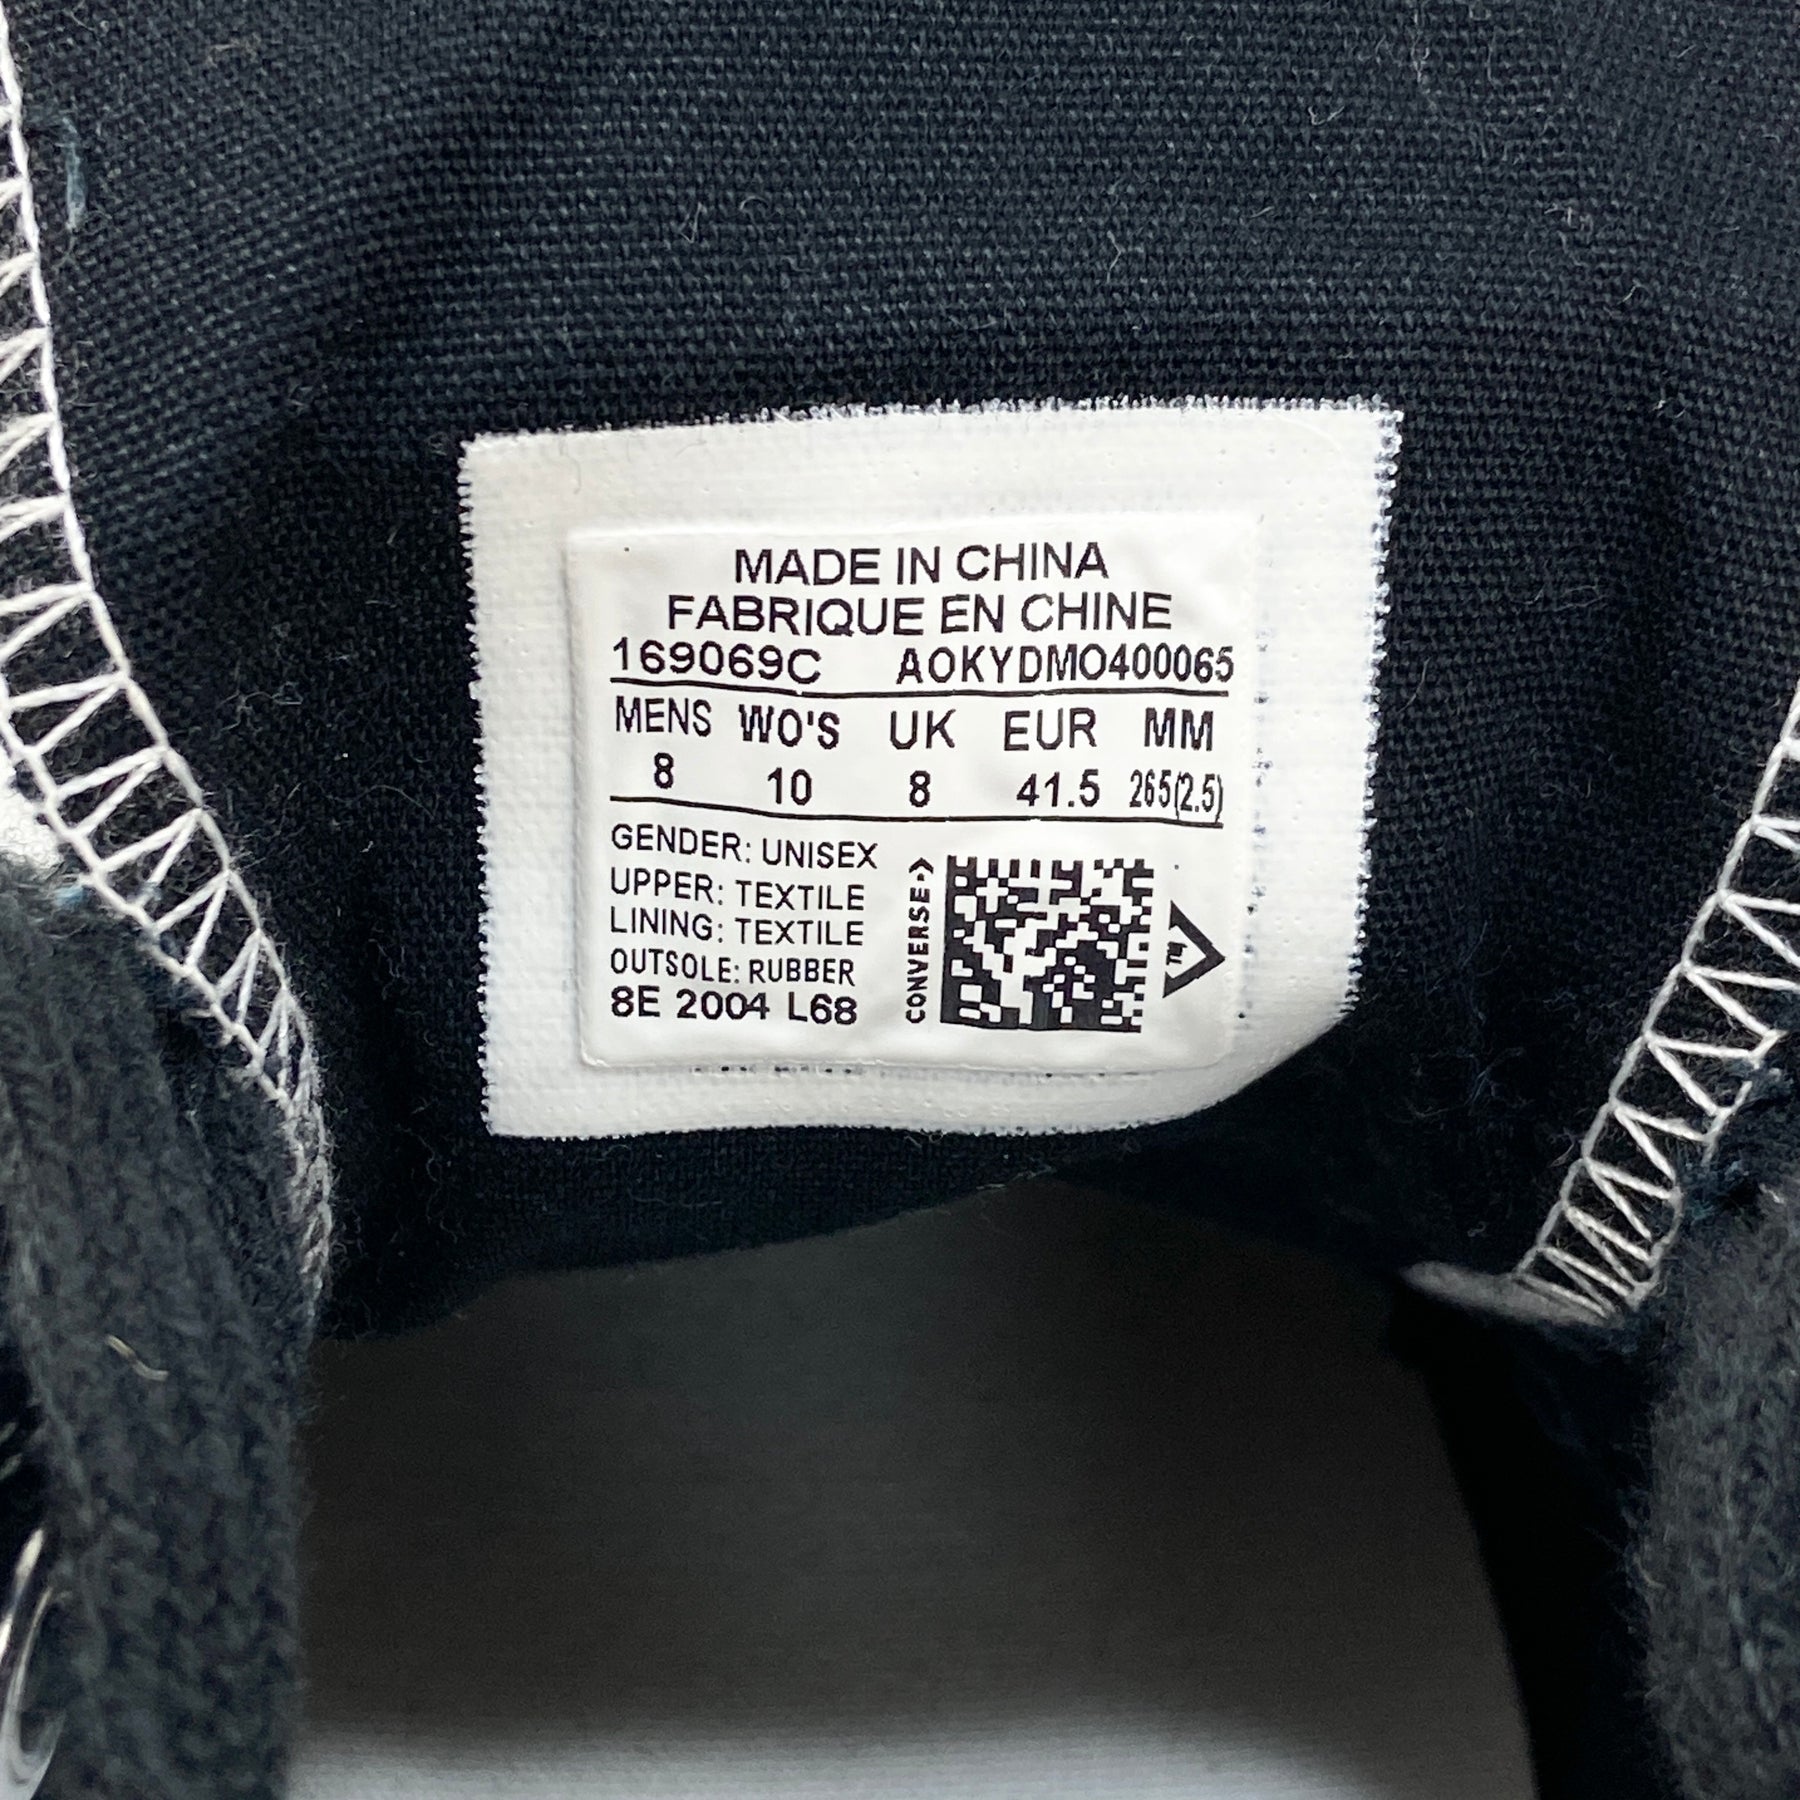 MADE IN CHINA
FABRIQUE EN CHINE
169069C AOKYDMO400065
MENS WO'S UK EUR MM
8 10 8 41.5 265(2.5)
GENDER: UNISEX
UPPER: TEXTILE
LINING: TEXTILE
OUTSOLE: RUBBER
8E 2004 L68
CONVERSE
TM